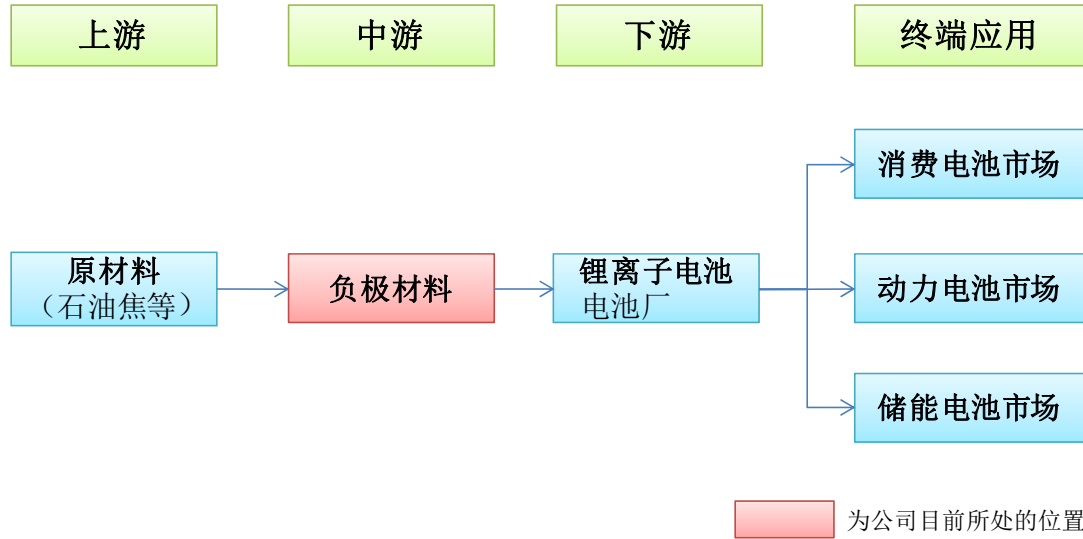 上游
中游
下游
终端应用
消费电池市场
原材料
（石油焦等）
负极材料
锂离子电池
电池厂
动力电池市场
储能电池市场
为公司目前所处的位置